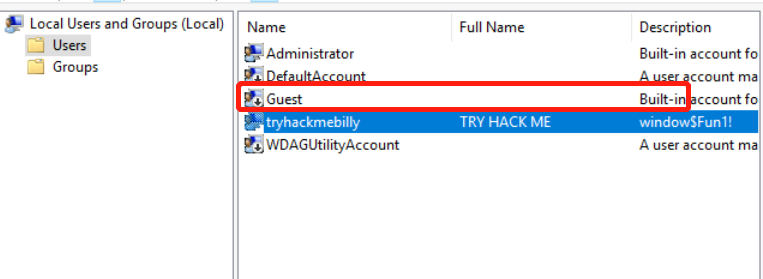 Local Users and Groups (Local)
Users
Groups
Name Full Name Description
Administrator Built-in account fo
DefaultAccount A user account ma
Guest Built-in account fo
tryhackmebilly TRY HACK ME window$Fun1!
WDAGUtilityAccount A user account ma